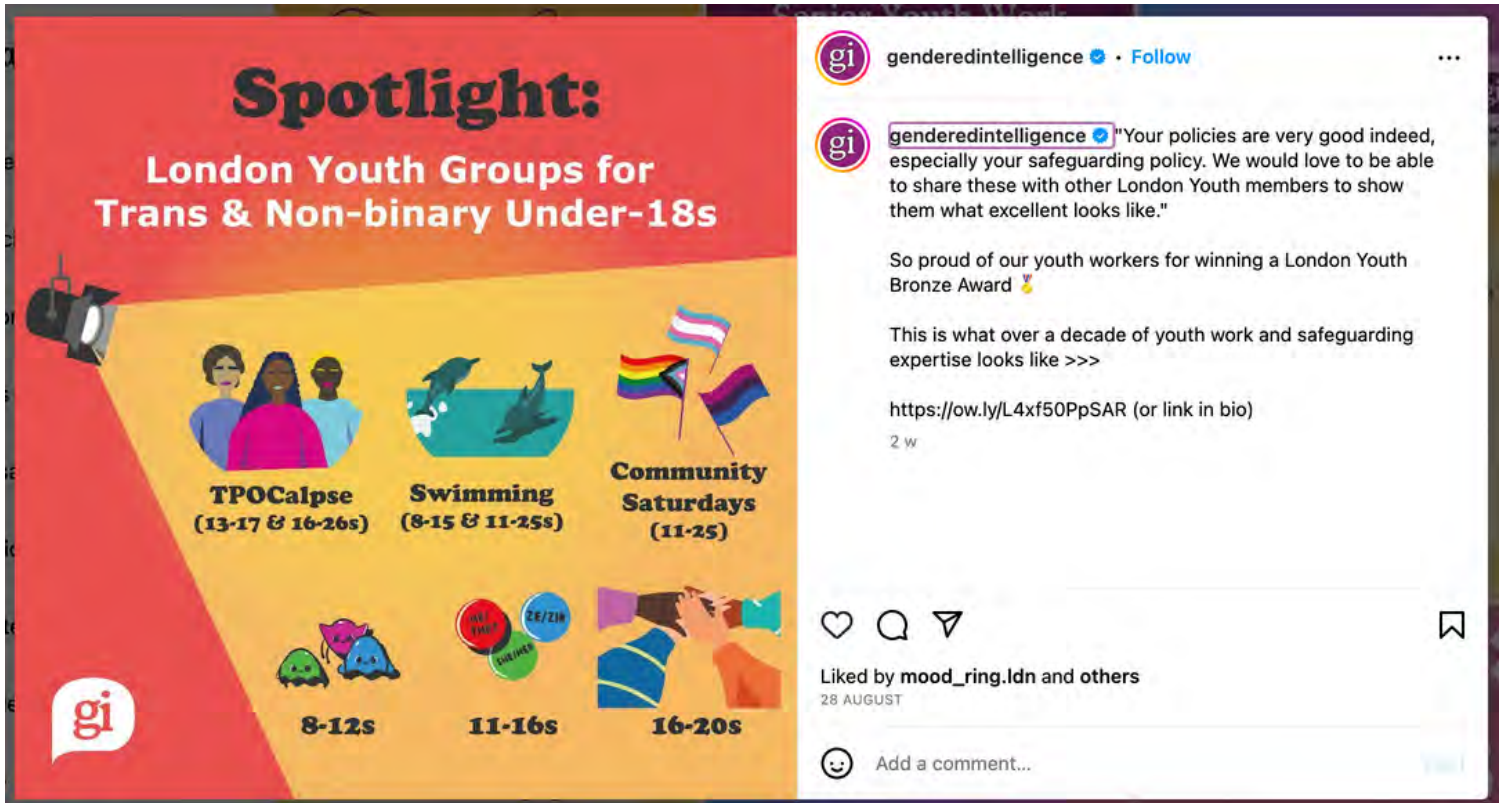 Senior Youth Work
Spotlight:
London Youth Groups for
Trans & Non-binary Under-18s
TPOCalpse
(13-17 & 16-26s)
Swimming
(8-15 & 11-25s)
Community
Saturdays
(11-25)
8-12s
ZE/ZIR
SHE/HER
11-16s
16-20s
gi
gi
genderedintelligence • Follow
gi
genderedintelligence "Your policies are very good indeed,
especially your safeguarding policy. We would love to be able
to share these with other London Youth members to show
them what excellent looks like."
So proud of our youth workers for winning a London Youth
Bronze Award 🏅
This is what over a decade of youth work and safeguarding
expertise looks like >>>
https://ow.ly/L4xf50PpSAR (or link in bio)
2 w
Liked by mood_ring.ldn and others
28 AUGUST
Add a comment...